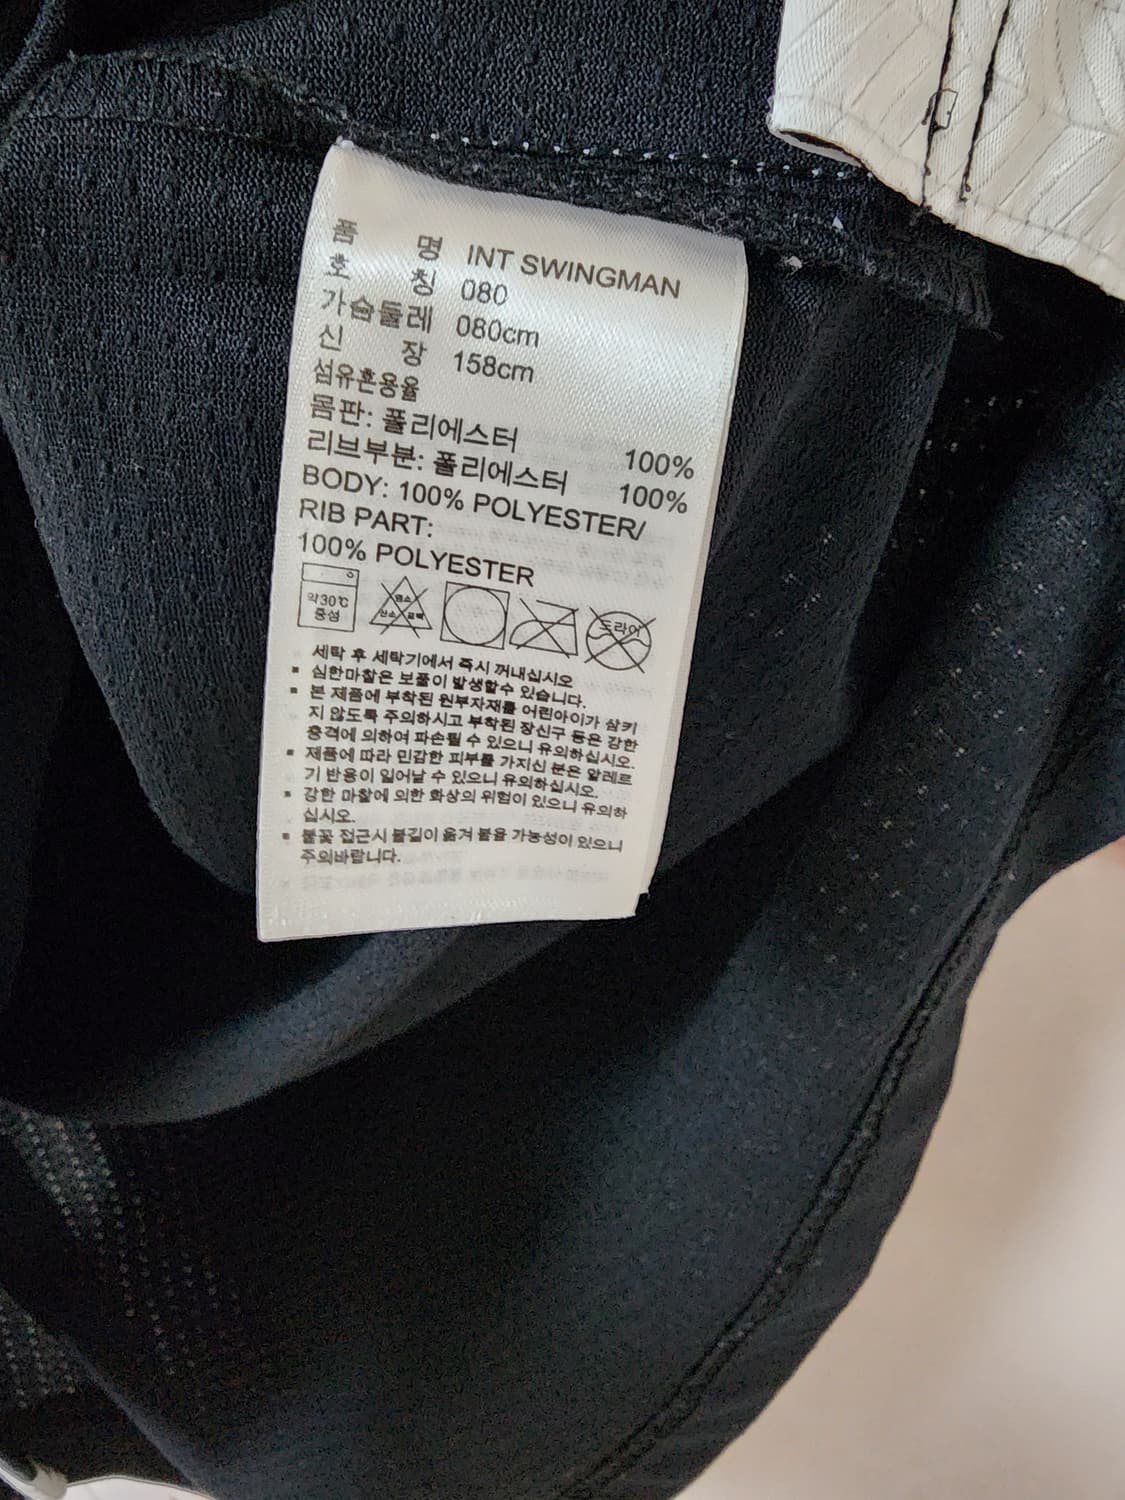 품 명 INT SWINGMAN
호 칭 080
가슴둘레 080cm
신 장 158cm
섬유혼용율
몸판: 폴리에스터 100%
리브부분: 폴리에스터 100%
BODY: 100% POLYESTER/
RIB PART:
100% POLYESTER
약30℃
중성
염소
산소 표백
드라이
세탁 후 세탁기에서 즉시 꺼내십시오
▪ 심한마찰은 보풀이 발생할수 있습니다.
▪ 본 제품에 부착된 원부자재를 어린아이가 삼키
지 않도록 주의하시고 부착된 장신구 등은 강한
충격에 의하여 파손될 수 있으니 유의하십시오.
▪ 제품에 따라 민감한 피부를 가지신 분은 알레르
기 반응이 일어날 수 있으니 유의하십시오.
▪ 강한 마찰에 의한 화상의 위험이 있으니 유의하
십시오.
▪ 불꽃 접근시 불길이 옮겨 붙을 가능성이 있으니
주의바랍니다.